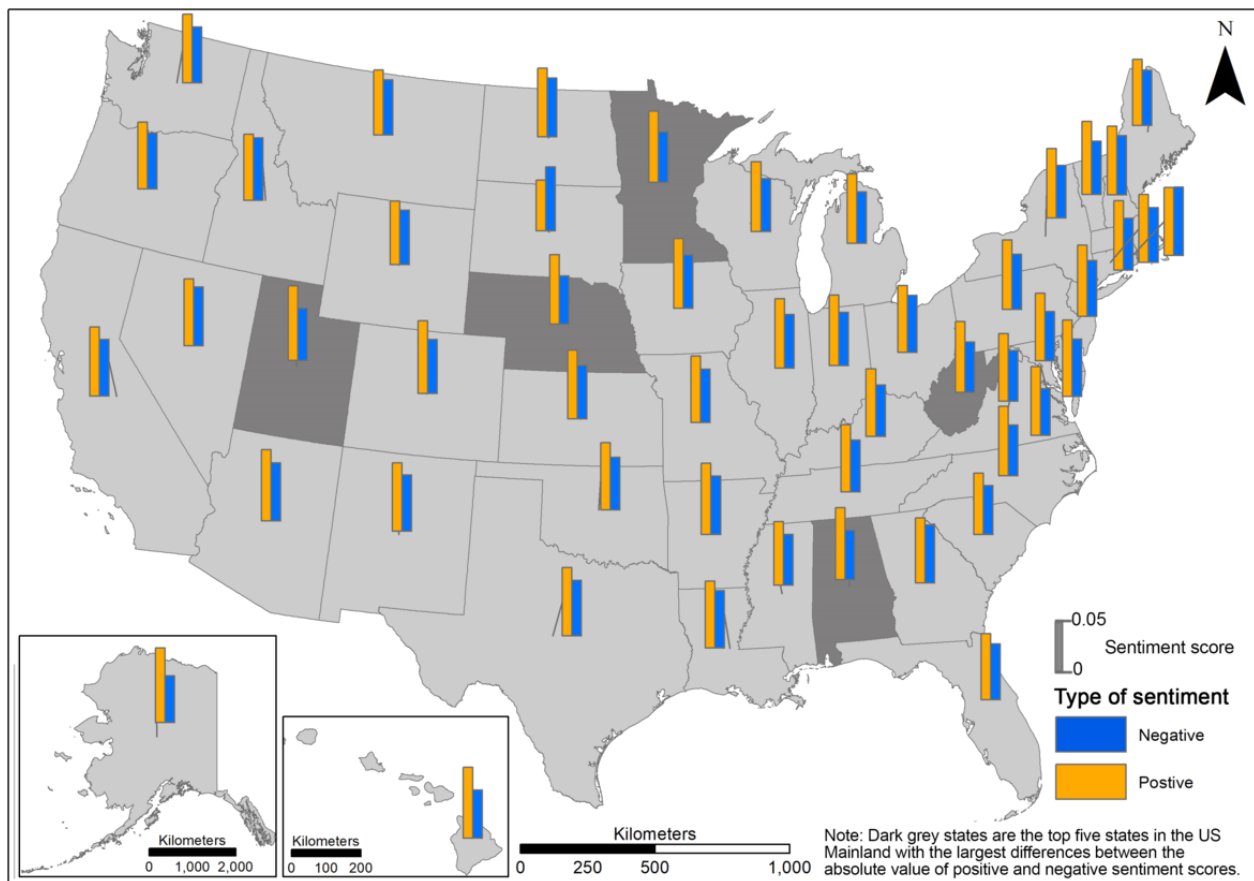 N
0.05
Sentiment score
0
Type of sentiment
Negative
Postive
Kilometers
0 1,000 2,000
Kilometers
0 100 200
Kilometers
0 250 500 1,000
Note: Dark grey states are the top five states in the US
Mainland with the largest differences between the
absolute value of positive and negative sentiment scores.